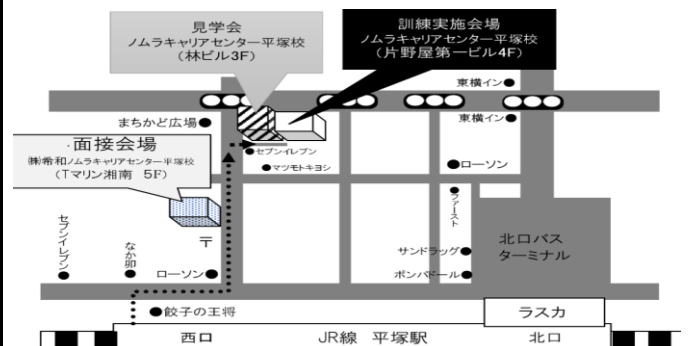 見学会
ノムラキャリアセンター平塚校
(林ビル3F)
訓練実施会場
ノムラキャリアセンター平塚校
(片野屋第一ビル4F)
東横イン
まちかど広場
東横イン
・面接会場
㈱希和ノムラキャリアセンター平塚校
(Tマリン湘南 5F)
セブンイレブン
マツモトキヨシ
ローソン
ファースト
セブンイレブン
なか卯
〒
ローソン
サンドラッグ
ポンパドール
北口バス
ターミナル
餃子の王将
ラスカ
西口
JR線 平塚駅
北口